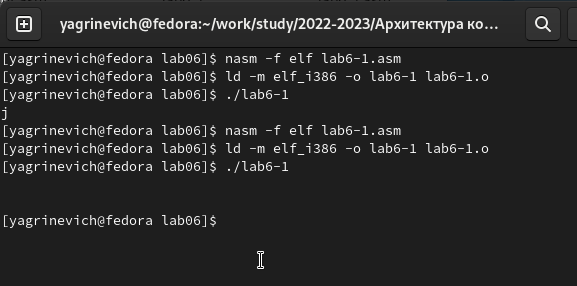 yagrinevich@fedora:~/work/study/2022-2023/Архитектура ко...
[yagrinevich@fedora lab06]$ nasm -f elf lab6-1.asm
[yagrinevich@fedora lab06]$ ld -m elf_i386 -o lab6-1 lab6-1.o
[yagrinevich@fedora lab06]$ ./lab6-1
j
[yagrinevich@fedora lab06]$ nasm -f elf lab6-1.asm
[yagrinevich@fedora lab06]$ ld -m elf_i386 -o lab6-1 lab6-1.o
[yagrinevich@fedora lab06]$ ./lab6-1
[yagrinevich@fedora lab06]$